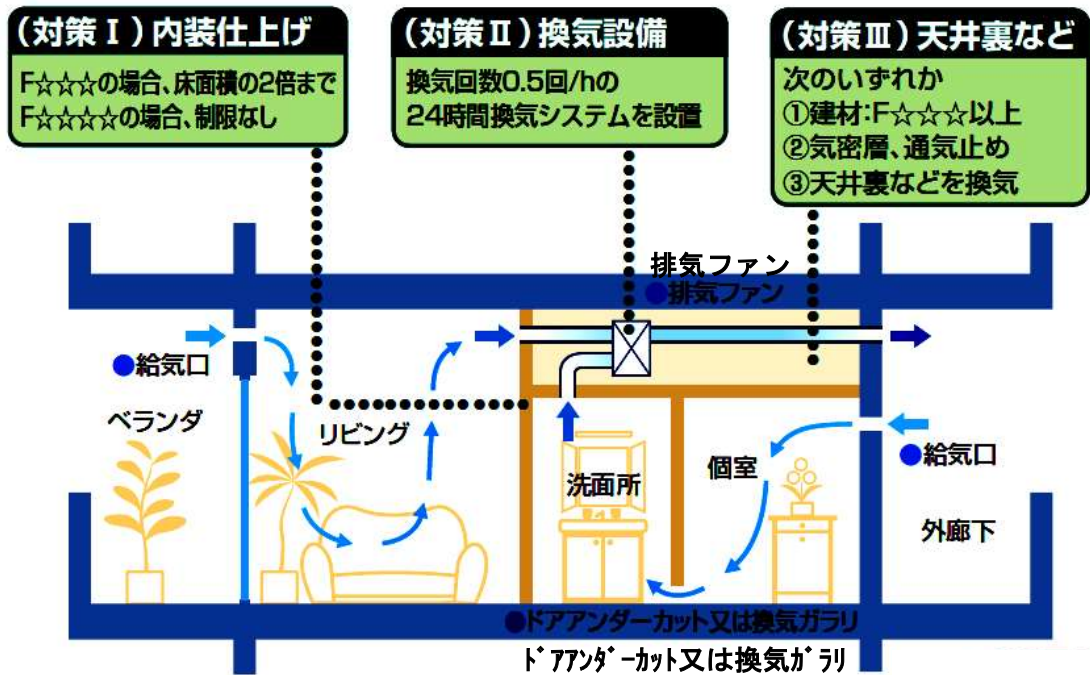 (対策Ⅰ)内装仕上げ
F☆☆☆の場合、床面積の2倍まで
F☆☆☆☆の場合、制限なし
(対策Ⅱ)換気設備
換気回数0.5回/hの
24時間換気システムを設置
(対策Ⅲ)天井裏など
次のいずれか
①建材:F☆☆☆以上
②気密層、通気止め
③天井裏などを換気
排気ファン
●排気ファン
●給気口
ベランダ
リビング
洗面所
個室
●給気口
外廊下
●ドアアンダーカット又は換気ガラリ
ドアアンダーカット又は換気ガラリ